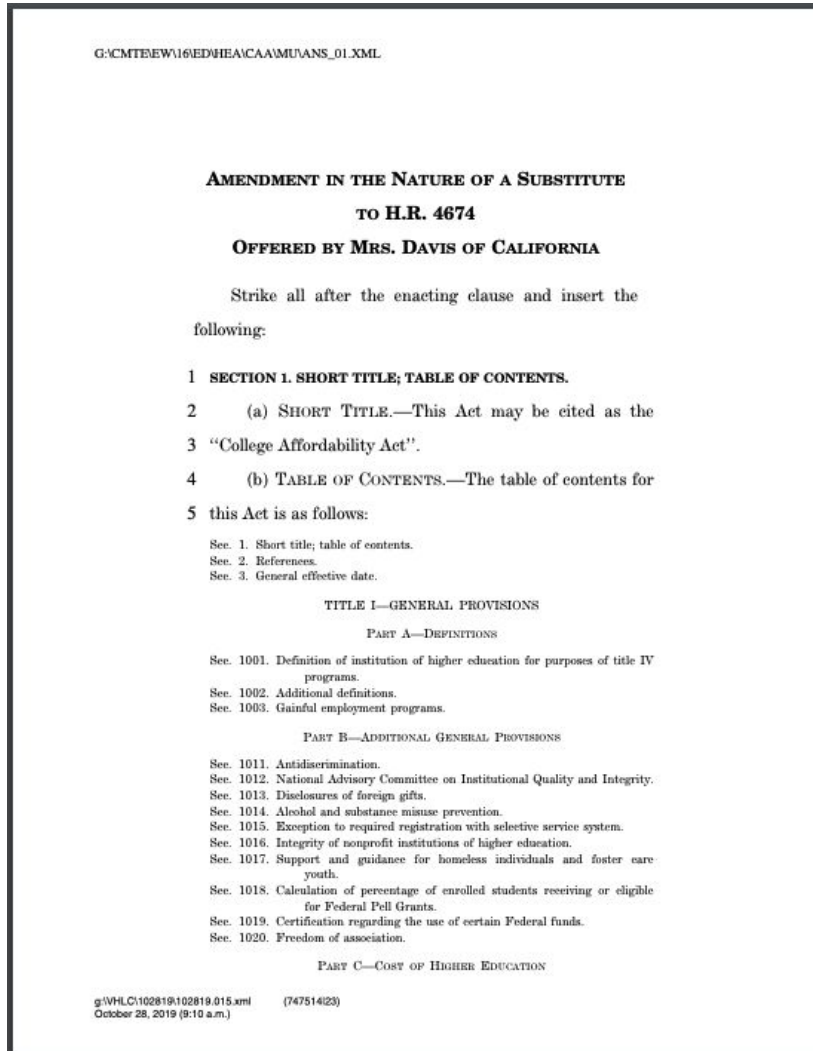 G:\CMTE\EW\16\ED\HEA\CAA\MU\ANS_01.XML
AMENDMENT IN THE NATURE OF A SUBSTITUTE
TO H.R. 4674
OFFERED BY MRS. DAVIS OF CALIFORNIA
Strike all after the enacting clause and insert the
following:
1 SECTION 1. SHORT TITLE; TABLE OF CONTENTS.
2 (a) SHORT TITLE.—This Act may be cited as the
3 ‘‘College Affordability Act’’.
4 (b) TABLE OF CONTENTS.—The table of contents for
5 this Act is as follows:
Sec. 1. Short title; table of contents.
Sec. 2. References.
Sec. 3. General effective date.
TITLE I—GENERAL PROVISIONS
PART A—DEFINITIONS
Sec. 1001. Definition of institution of higher education for purposes of title IV
programs.
Sec. 1002. Additional definitions.
Sec. 1003. Gainful employment programs.
PART B—ADDITIONAL GENERAL PROVISIONS
Sec. 1011. Antidiscrimination.
Sec. 1012. National Advisory Committee on Institutional Quality and Integrity.
Sec. 1013. Disclosures of foreign gifts.
Sec. 1014. Alcohol and substance misuse prevention.
Sec. 1015. Exception to required registration with selective service system.
Sec. 1016. Integrity of nonprofit institutions of higher education.
Sec. 1017. Support and guidance for homeless individuals and foster care
youth.
Sec. 1018. Calculation of percentage of enrolled students receiving or eligible
for Federal Pell Grants.
Sec. 1019. Certification regarding the use of certain Federal funds.
Sec. 1020. Freedom of association.
PART C—COST OF HIGHER EDUCATION
g:\VHLC\102819\102819.015.xml (747514|23)
October 28, 2019 (9:10 a.m.)